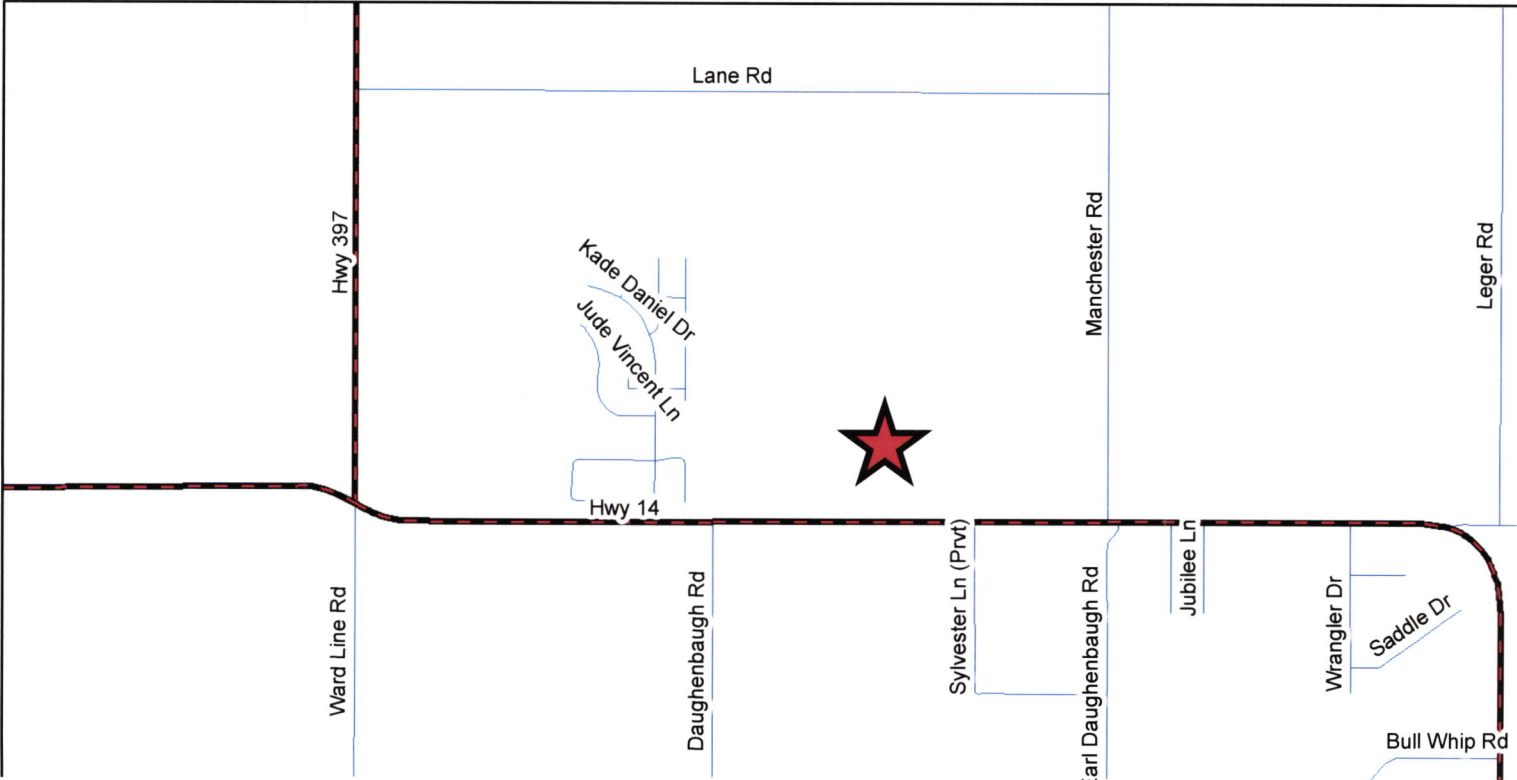 Lane Rd
Hwy 397
Manchester Rd
Leger Rd
Kade Daniel Dr
Jude Vincent Ln
Hwy 14
Sylvester Ln (Prvt)
Jubilee Ln
Ward Line Rd
Daughenbaugh Rd
arl Daughenbaugh Rd
Wrangler Dr
Saddle Dr
Bull Whip Rd